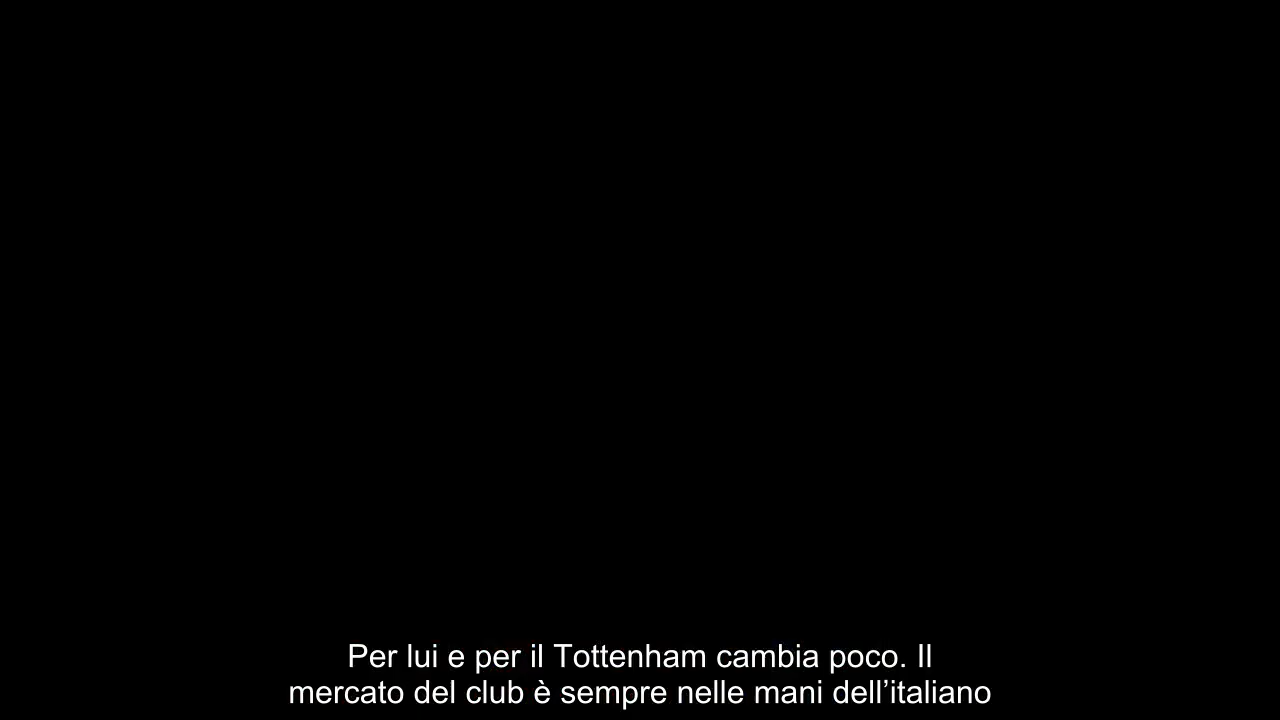 Per lui e per il Tottenham cambia poco. Il
mercato del club è sempre nelle mani dell’italiano